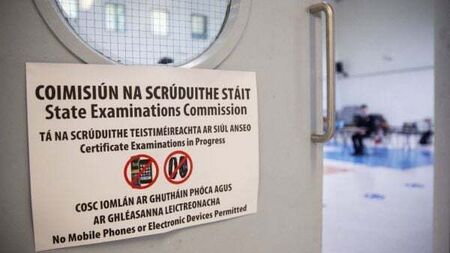 COIMISIÚN NA SCRÚDUITHE STÁIT
State Examinations Commission
TÁ NA SCRÚDUITHE TEISTIMÉIREACHTA AR SIÚL ANSEO
Certificate Examinations in Progress
COSC IOMLÁN AR GHUTHÁIN PHÓCA AGUS
AR GHLÉASANNA LEICTREONACHA
No Mobile Phones or Electronic Devices Permitted